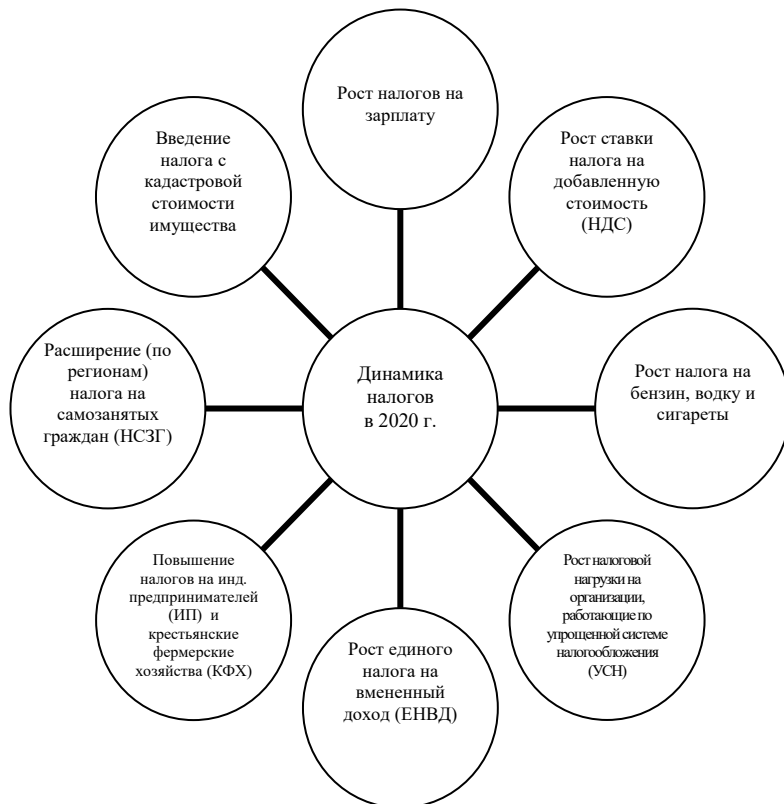 Рост налогов на
зарплату
Введение
налога с
кадастровой
стоимости
имущества
Рост ставки
налога на
добавленную
стоимость
(НДС)
Расширение (по
регионам)
налога на
самозанятых
граждан (НСЗГ)
Динамика
налогов
в 2020 г.
Рост налога на
бензин, водку и
сигареты
Повышение
налогов на инд.
предпринимателей
(ИП) и
крестьянские
фермерские
хозяйства (КФХ)
Рост единого
налога на
вмененный
доход (ЕНВД)
Рост налоговой
нагрузки на
организации,
работающие по
упрощенной системе
налогообложения
(УСН)